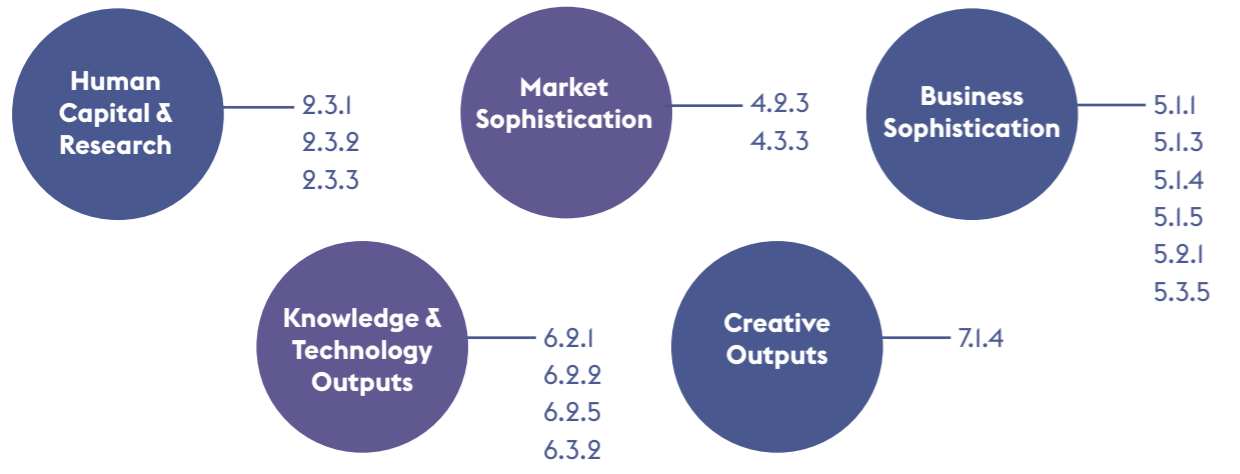 Human
Capital &
Research
2.3.1
2.3.2
2.3.3
Market
Sophistication
4.2.3
4.3.3
Business
Sophistication
5.1.1
5.1.3
5.1.4
5.1.5
5.2.1
5.3.5
Knowledge &
Technology
Outputs
6.2.1
6.2.2
6.2.5
6.3.2
Creative
Outputs
7.1.4